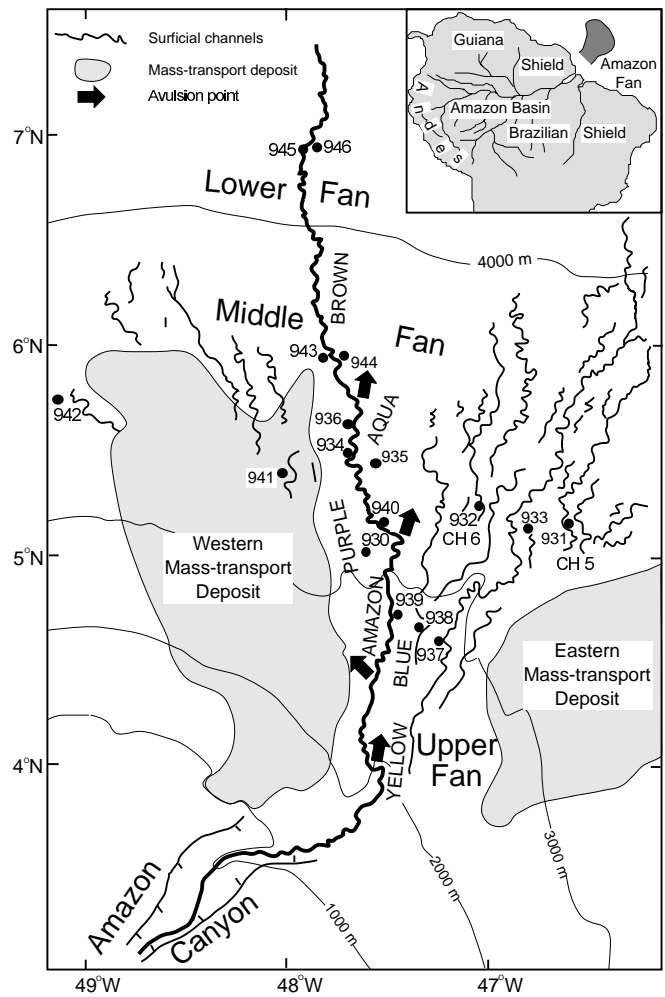 Surficial channels
Mass-transport deposit
Avulsion point
Guiana
Shield
Amazon
Fan
Andes
Amazon Basin
Brazilian
Shield
7°N
945
946
Lower Fan
4000 m
BROWN
Middle
Fan
6°N
943
944
942
936
AQUA
934
935
941
940
932
CH 6
933
931
CH 5
5°N
PURPLE
930
Western
Mass-transport
Deposit
939
938
937
AMAZON
BLUE
Eastern
Mass-transport
Deposit
Upper
Fan
YELLOW
4°N
3000 m
2000 m
1000 m
Amazon
Canyon
49°W
48°W
47°W